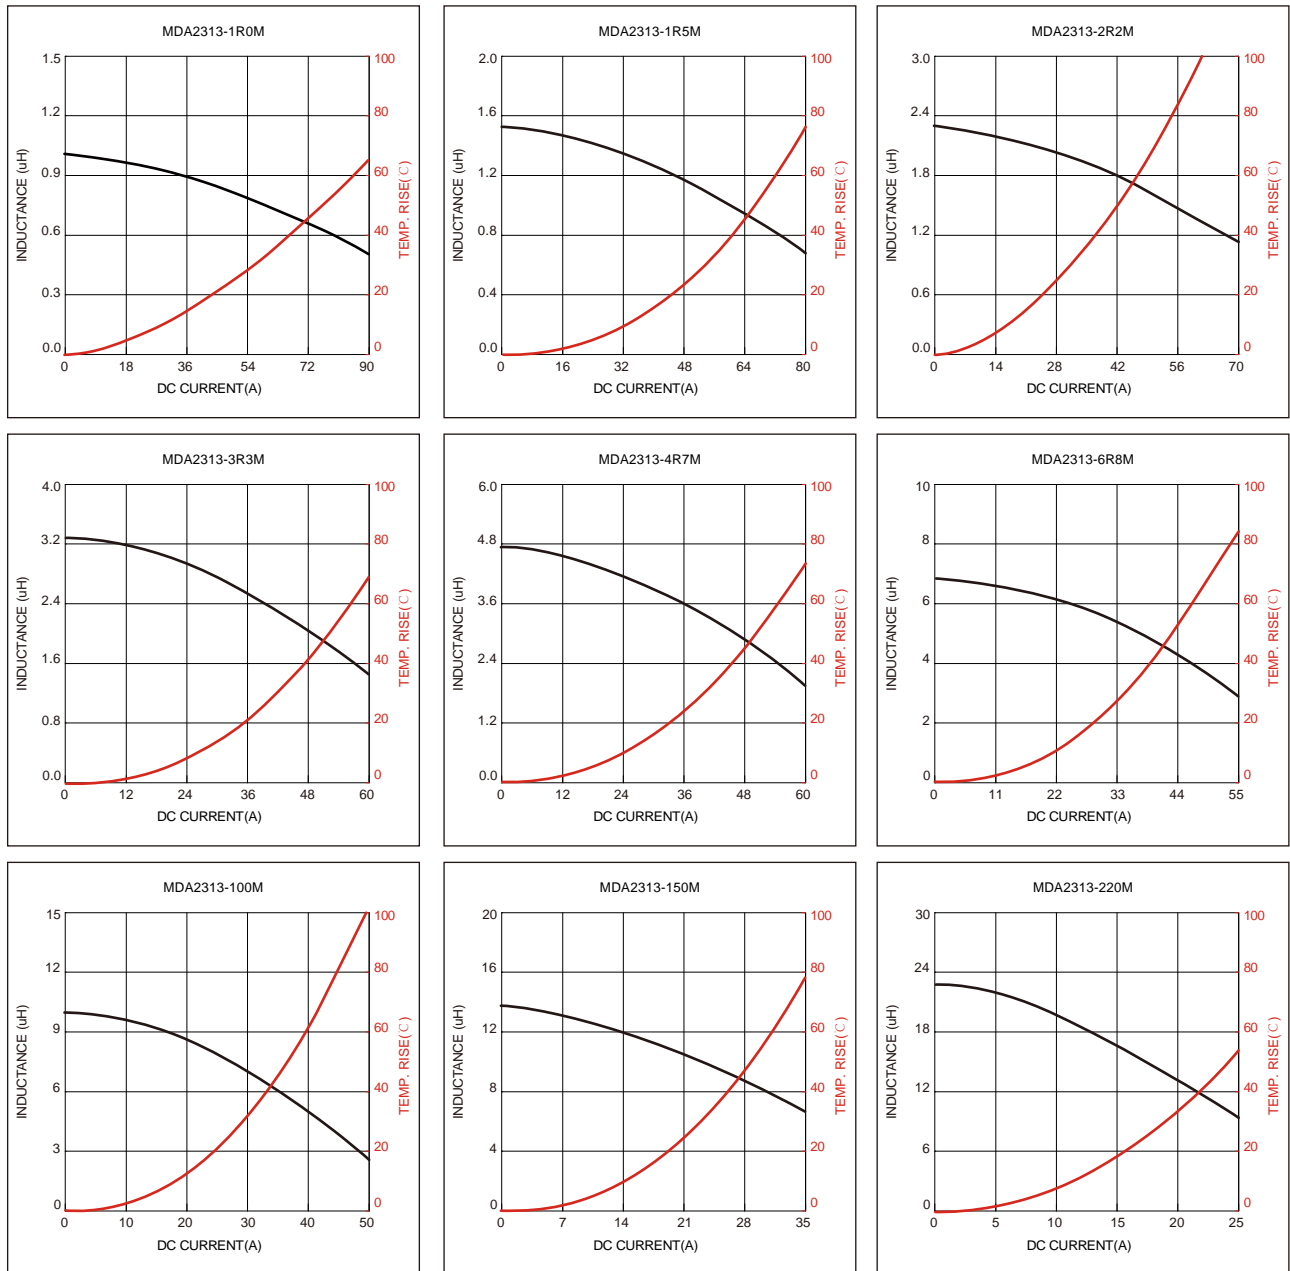 MDA2313-1R0M
1.5
1.2
0.9
0.6
0.3
0.0
100
80
60
40
20
0
INDUCTANCE (uH)
TEMP. RISE(℃)
0 18 36 54 72 90
DC CURRENT(A)
MDA2313-1R5M
2.0
1.6
1.2
0.8
0.4
0.0
100
80
60
40
20
0
INDUCTANCE (uH)
TEMP. RISE(℃)
0 16 32 48 64 80
DC CURRENT(A)
MDA2313-2R2M
3.0
2.4
1.8
1.2
0.6
0.0
100
80
60
40
20
0
INDUCTANCE (uH)
TEMP. RISE(℃)
0 14 28 42 56 70
DC CURRENT(A)
MDA2313-3R3M
4.0
3.2
2.4
1.6
0.8
0.0
100
80
60
40
20
0
INDUCTANCE (uH)
TEMP. RISE(℃)
0 12 24 36 48 60
DC CURRENT(A)
MDA2313-4R7M
6.0
4.8
3.6
2.4
1.2
0.0
100
80
60
40
20
0
INDUCTANCE (uH)
TEMP. RISE(℃)
0 12 24 36 48 60
DC CURRENT(A)
MDA2313-6R8M
10
8
6
4
2
0
100
80
60
40
20
0
INDUCTANCE (uH)
TEMP. RISE(℃)
0 11 22 33 44 55
DC CURRENT(A)
MDA2313-100M
15
12
9
6
3
0
100
80
60
40
20
0
INDUCTANCE (uH)
TEMP. RISE(℃)
0 10 20 30 40 50
DC CURRENT(A)
MDA2313-150M
20
16
12
8
4
0
100
80
60
40
20
0
INDUCTANCE (uH)
TEMP. RISE(℃)
0 7 14 21 28 35
DC CURRENT(A)
MDA2313-220M
30
24
18
12
6
0
100
80
60
40
20
0
INDUCTANCE (uH)
TEMP. RISE(℃)
0 5 10 15 20 25
DC CURRENT(A)